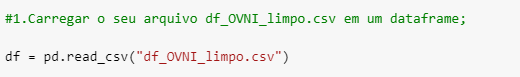 #1.Carregar o seu arquivo df_OVNI_limpo.csv em um dataframe;
df = pd.read_csv("df_OVNI_limpo.csv")